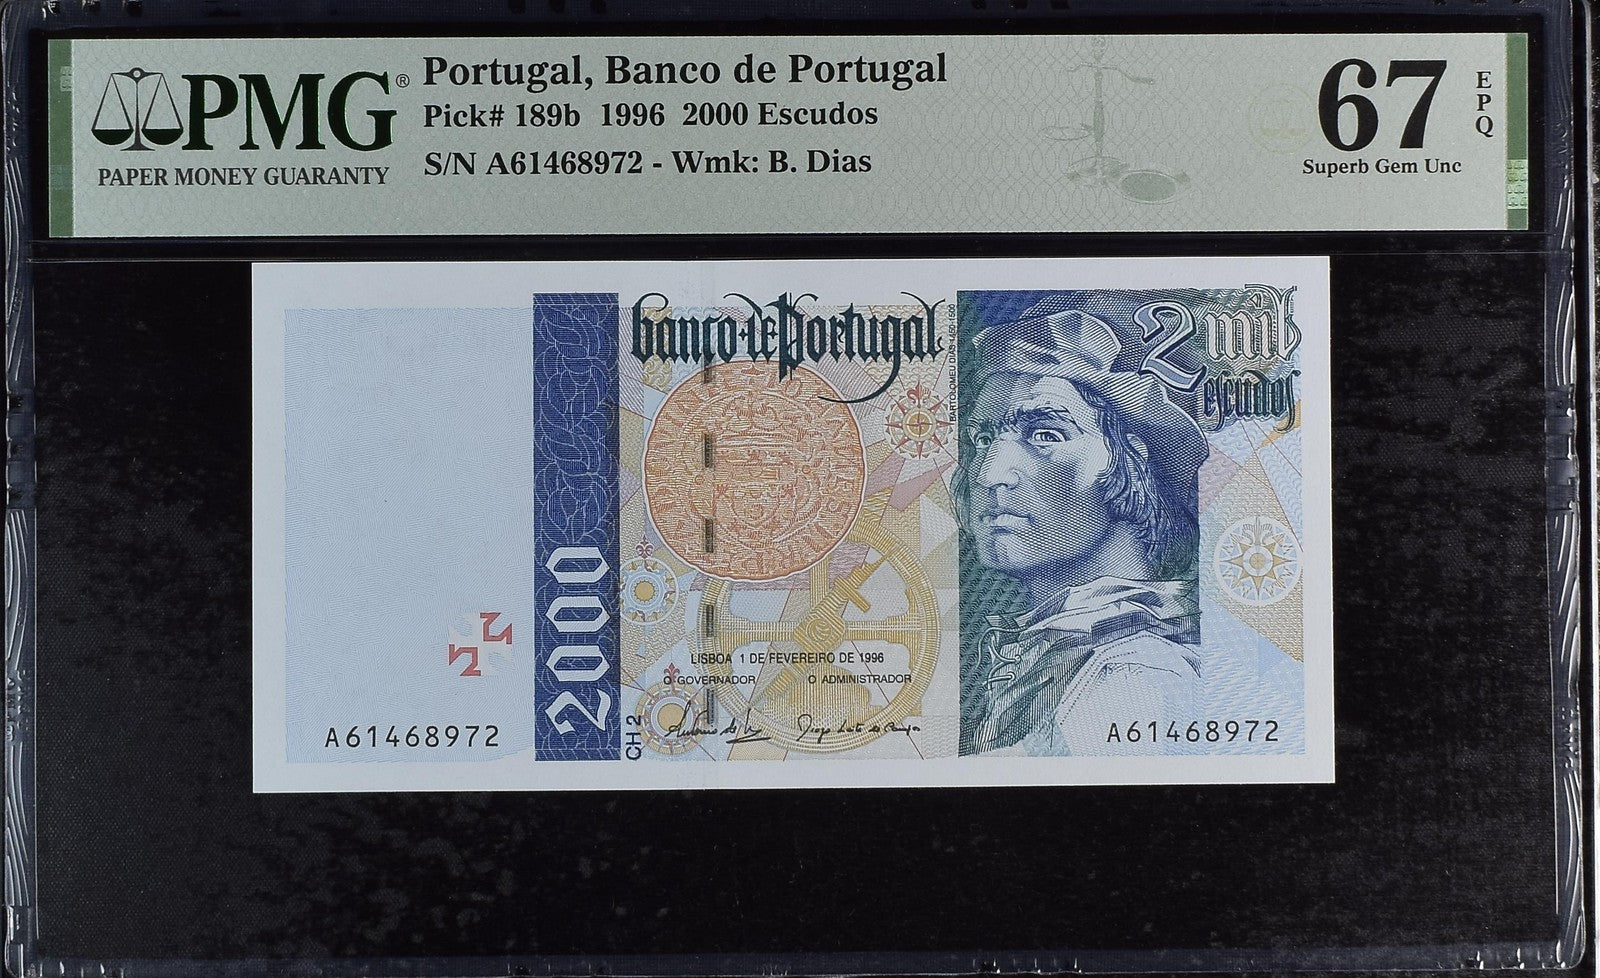 PMG®
PAPER MONEY GUARANTY
Portugal, Banco de Portugal
Pick# 189b 1996 2000 Escudos
S/N A61468972 - Wmk: B. Dias
67
EPQ
Superb Gem Unc
banco de Portugal
2 mil
escudos
2000
LISBOA 1 DE FEVEREIRO DE 1996
O GOVERNADOR O ADMINISTRADOR
CH 2
A61468972
A61468972